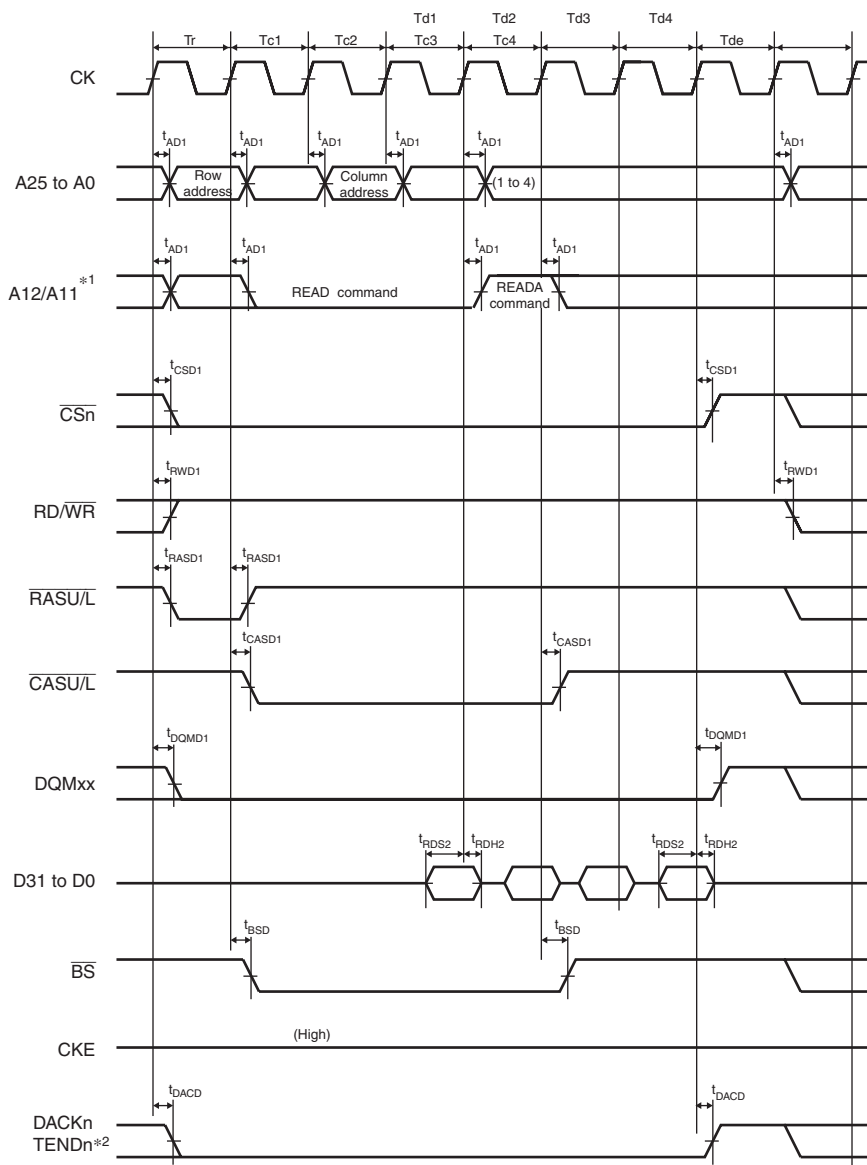 Td1 Td2 Td3 Td4
Tr Tc1 Tc2 Tc3 Tc4 Tde
CK
tAD1 tAD1 tAD1 tAD1 tAD1 tAD1
A25 to A0
Row address
Column address
(1 to 4)
tAD1 tAD1 tAD1 tAD1
A12/A11*1
READ command
READA command
tCSD1 tCSD1
CSn
tRWD1 tRWD1
RD/WR
tRASD1 tRASD1
RASU/L
tCASD1 tCASD1
CASU/L
tDQMD1 tDQMD1
DQMxx
tRDS2 tRDH2 tRDS2 tRDH2
D31 to D0
tBSD tBSD
BS
(High)
CKE
tDACD tDACD
DACKn
TENDn*2